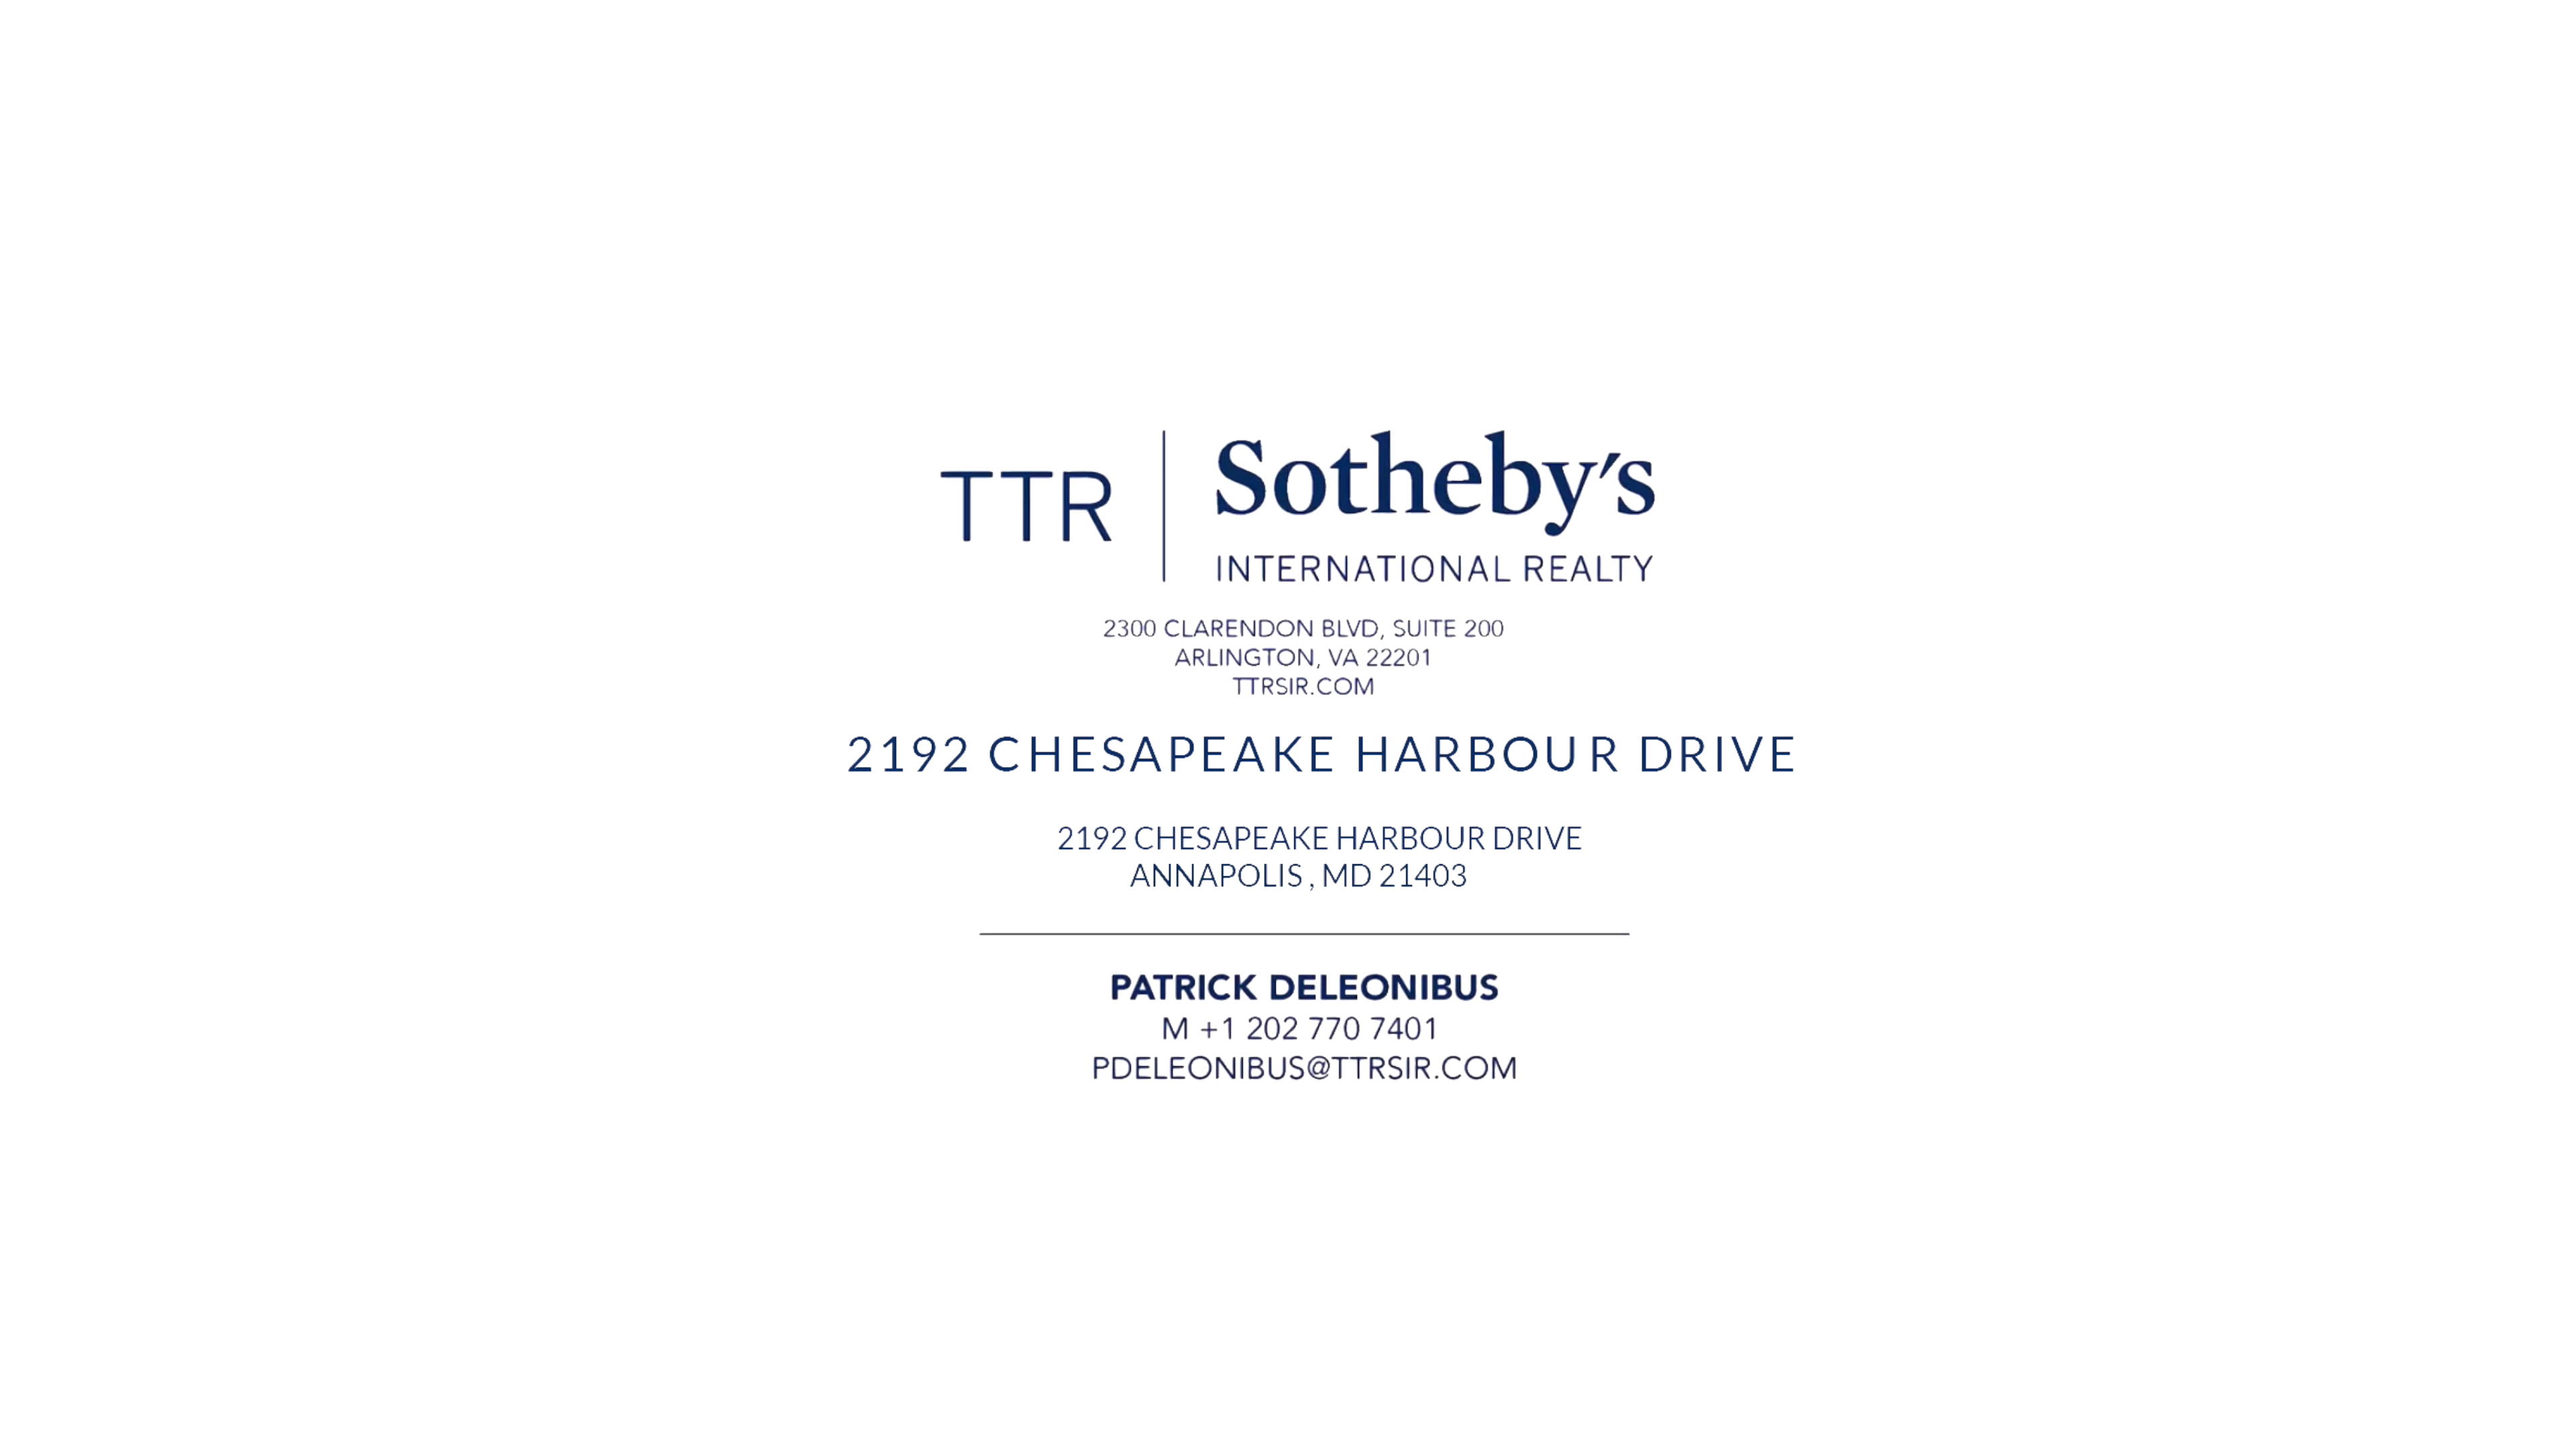 TTR
Sotheby's
INTERNATIONAL REALTY
2300 CLARENDON BLVD, SUITE 200
ARLINGTON, VA 22201
TTRSIR.COM
2192 CHESAPEAKE HARBOUR DRIVE
2192 CHESAPEAKE HARBOUR DRIVE
ANNAPOLIS , MD 21403
PATRICK DELEONIBUS
M +1 202 770 7401
PDELEONIBUS@TTRSIR.COM